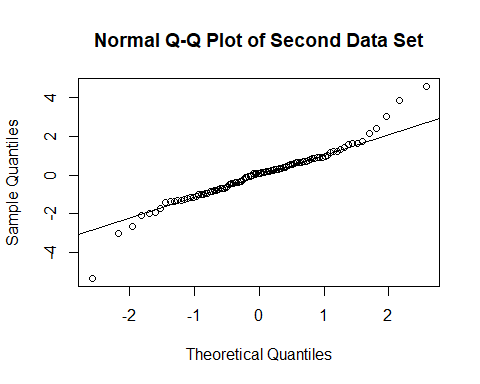 Normal Q-Q Plot of Second Data Set
4
2
0
-2
-4
Sample Quantiles
-2 -1 0 1 2
Theoretical Quantiles